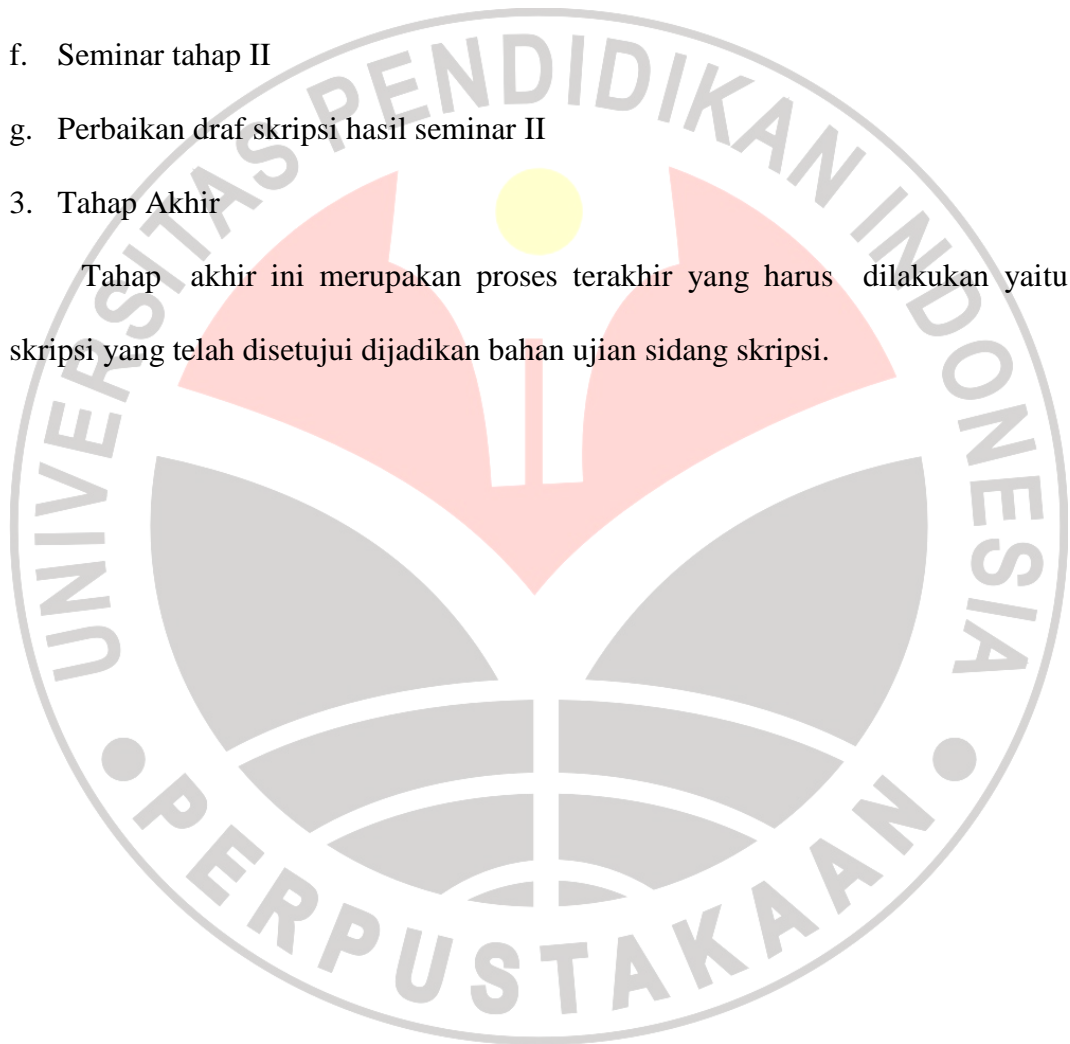 f. Seminar tahap II
g. Perbaikan draf skripsi hasil seminar II
3. Tahap Akhir
Tahap akhir ini merupakan proses terakhir yang harus dilakukan yaitu
skripsi yang telah disetujui dijadikan bahan ujian sidang skripsi.
UNIVERSITAS PENDIDIKAN INDONESIA
PERPUSTAKAAN